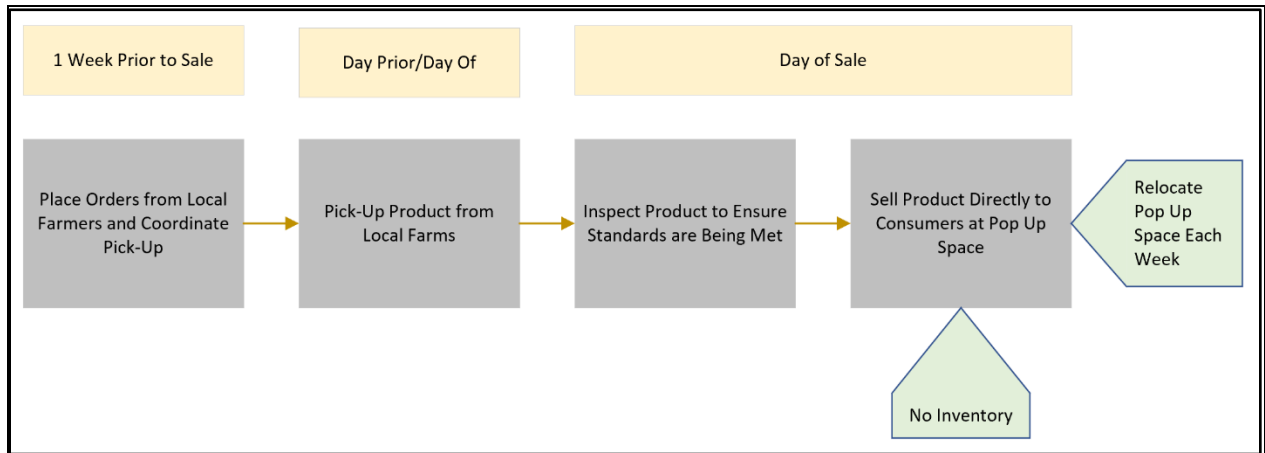 1 Week Prior to Sale
Day Prior/Day Of
Day of Sale
Place Orders from Local
Farmers and Coordinate
Pick-Up
Pick-Up Product from
Local Farms
Inspect Product to Ensure
Standards are Being Met
Sell Product Directly to
Consumers at Pop Up
Space
Relocate
Pop Up
Space Each
Week
No Inventory